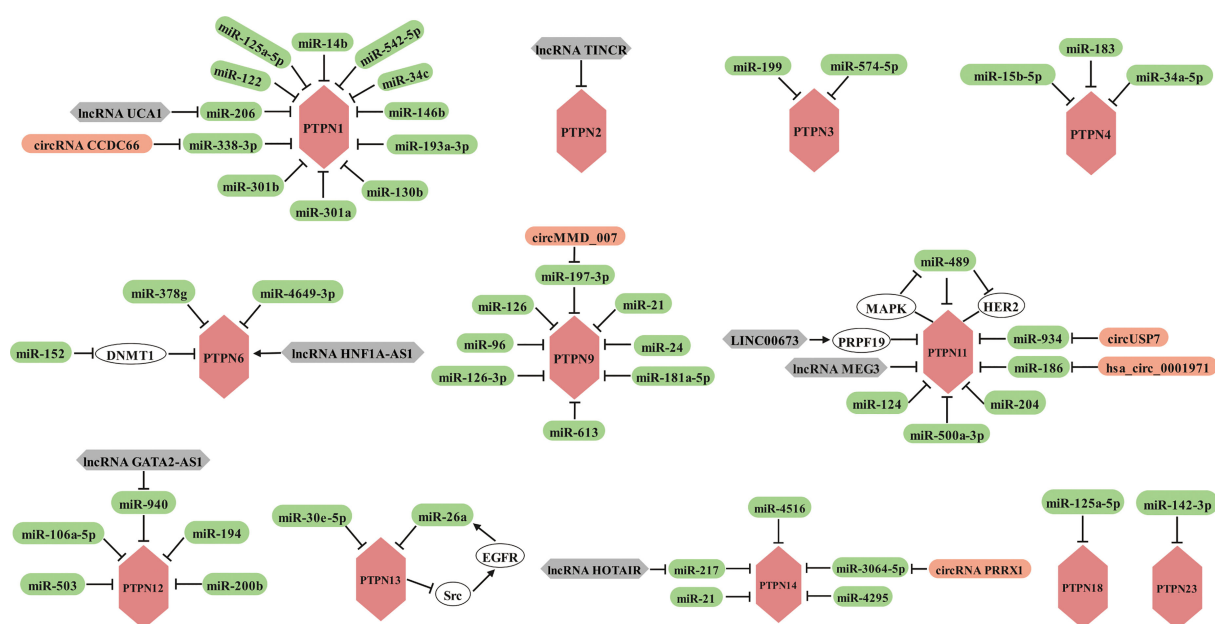 miR-125a-5p
miR-14b
miR-542-5p
miR-122
miR-34c
lncRNA UCA1
miR-206
miR-146b
PTPN1
circRNA CCDC66
miR-338-3p
miR-193a-3p
miR-301b
miR-130b
miR-301a
lncRNA TINCR
PTPN2
miR-199
miR-574-5p
PTPN3
miR-183
miR-15b-5p
miR-34a-5p
PTPN4
miR-378g
miR-4649-3p
miR-152
DNMT1
PTPN6
lncRNA HNF1A-AS1
circMMD_007
miR-197-3p
miR-126
miR-21
miR-96
PTPN9
miR-24
miR-126-3p
miR-181a-5p
miR-613
miR-489
MAPK
HER2
LINC00673
PRPF19
PTPN11
miR-934
circUSP7
lncRNA MEG3
miR-186
hsa_circ_0001971
miR-124
miR-204
miR-500a-3p
lncRNA GATA2-AS1
miR-940
miR-106a-5p
miR-194
miR-503
PTPN12
miR-200b
miR-30e-5p
miR-26a
EGFR
PTPN13
Src
miR-4516
lncRNA HOTAIR
miR-217
PTPN14
miR-3064-5p
circRNA PRRX1
miR-21
miR-4295
miR-125a-5p
PTPN18
miR-142-3p
PTPN23